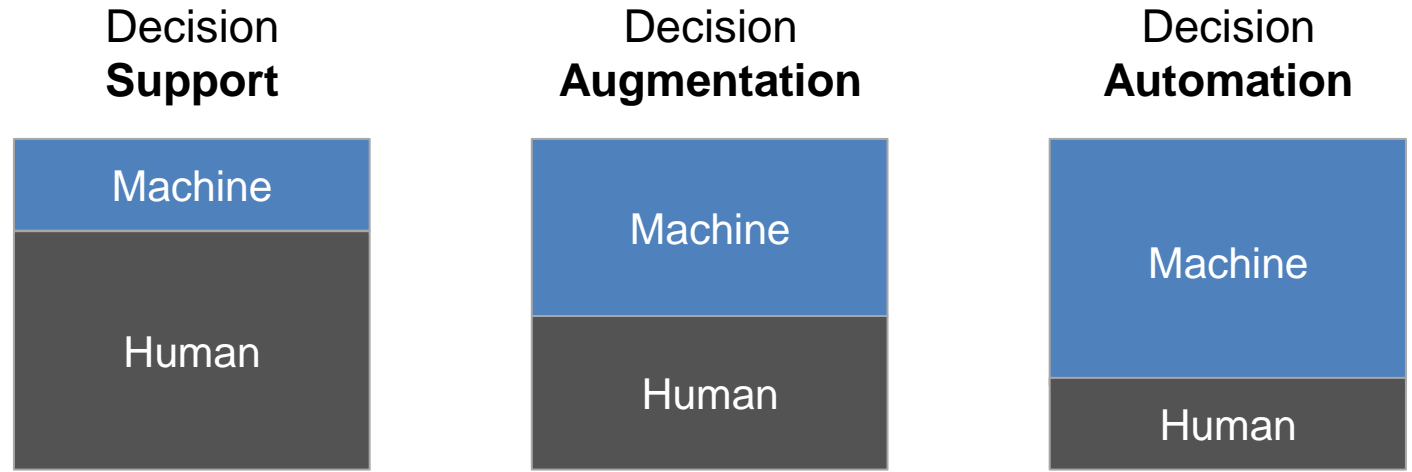 Decision
Support
Machine
Human
Decision
Augmentation
Machine
Human
Decision
Automation
Machine
Human